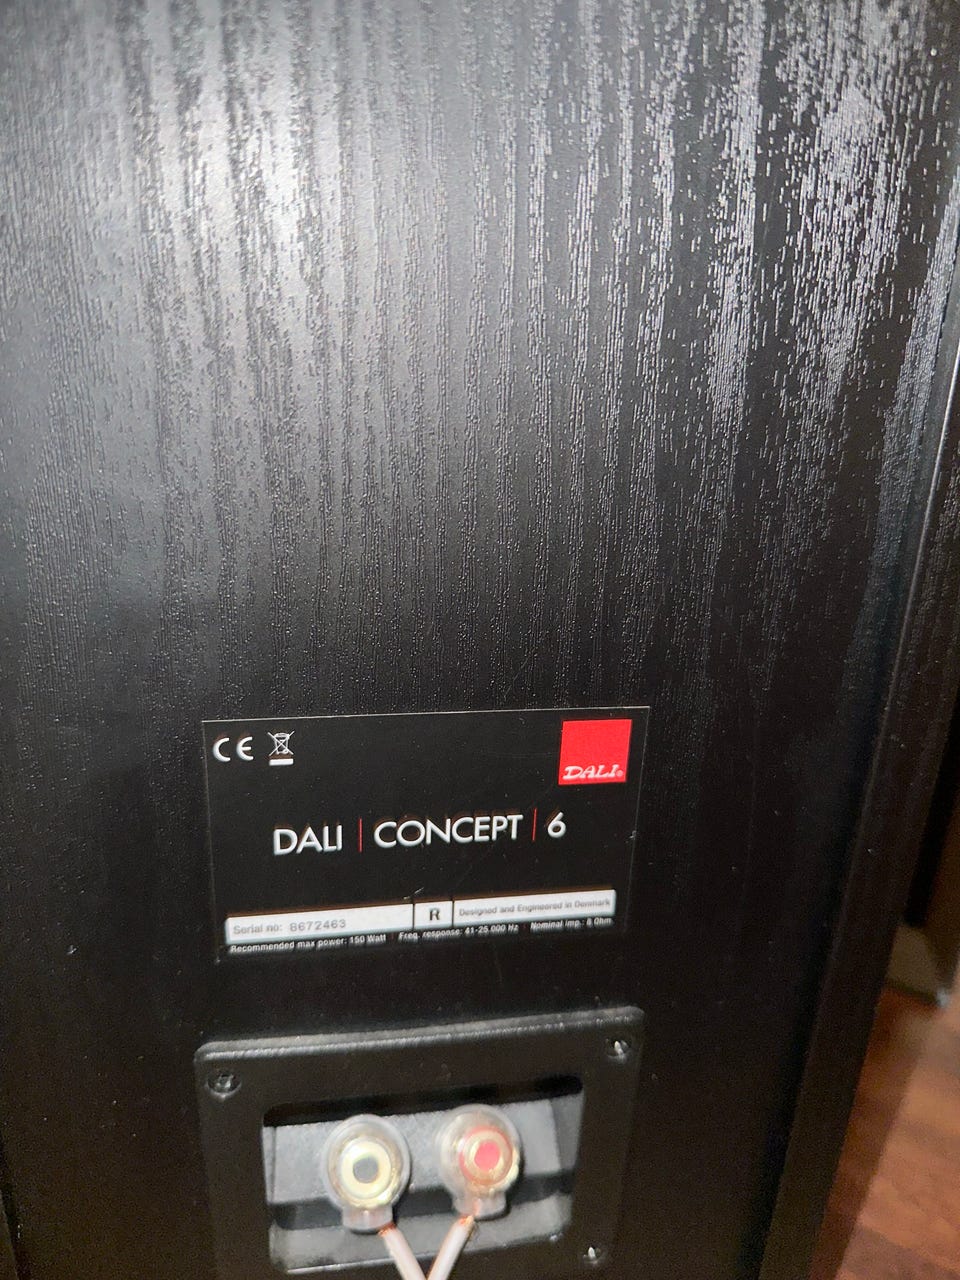 CE
DALI®
DALI | CONCEPT | 6
Serial no: 8672463 R Designed and Engineered in Denmark
Recommended max power: 150 Watt Freq. response: 41-25.000 Hz Nominal imp.: 6 Ohm